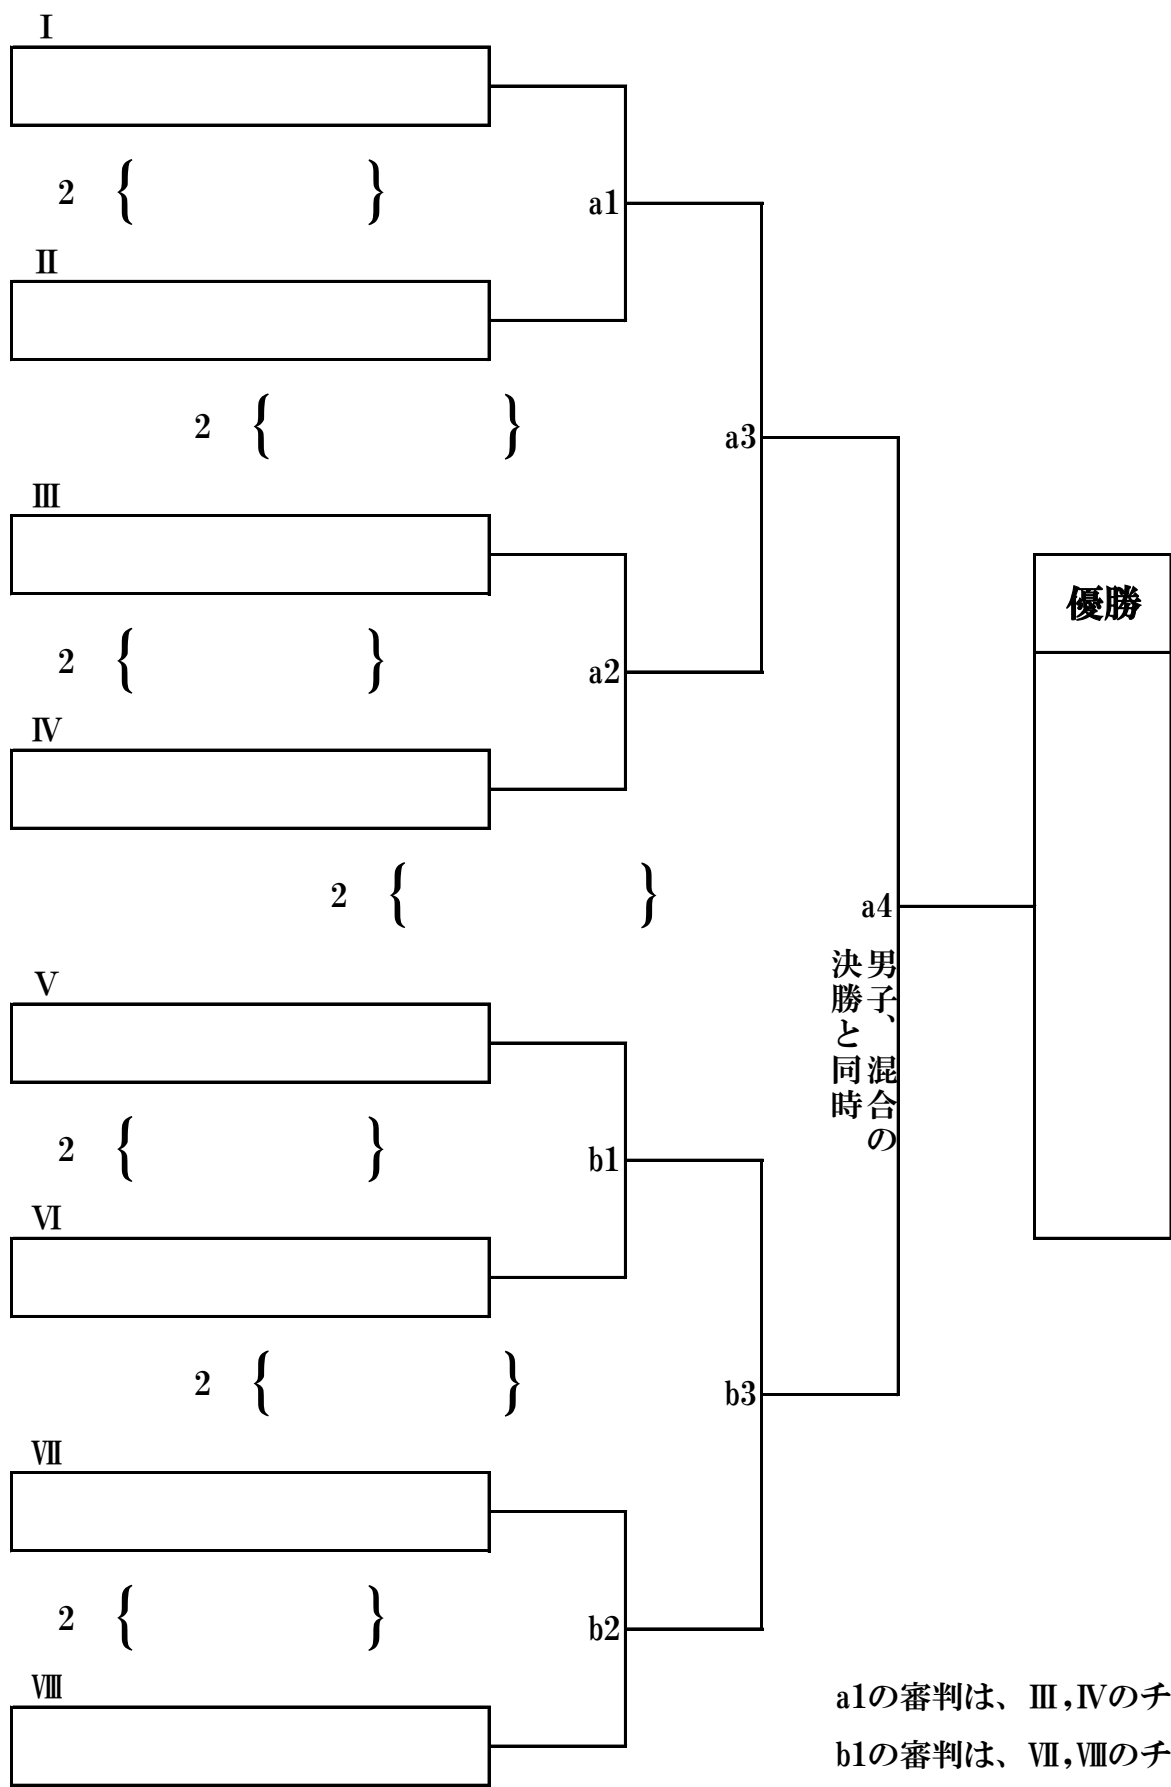 Ⅰ
2 { }
a1
Ⅱ
2 { }
a3
Ⅲ
優勝
2 { }
a2
Ⅳ
2 { }
a4
男子、混合の
決勝と同時
Ⅴ
2 { }
b1
Ⅵ
2 { }
b3
Ⅶ
2 { }
b2
Ⅷ
a1の審判は、Ⅲ,Ⅳのチ
b1の審判は、Ⅶ,Ⅷのチ